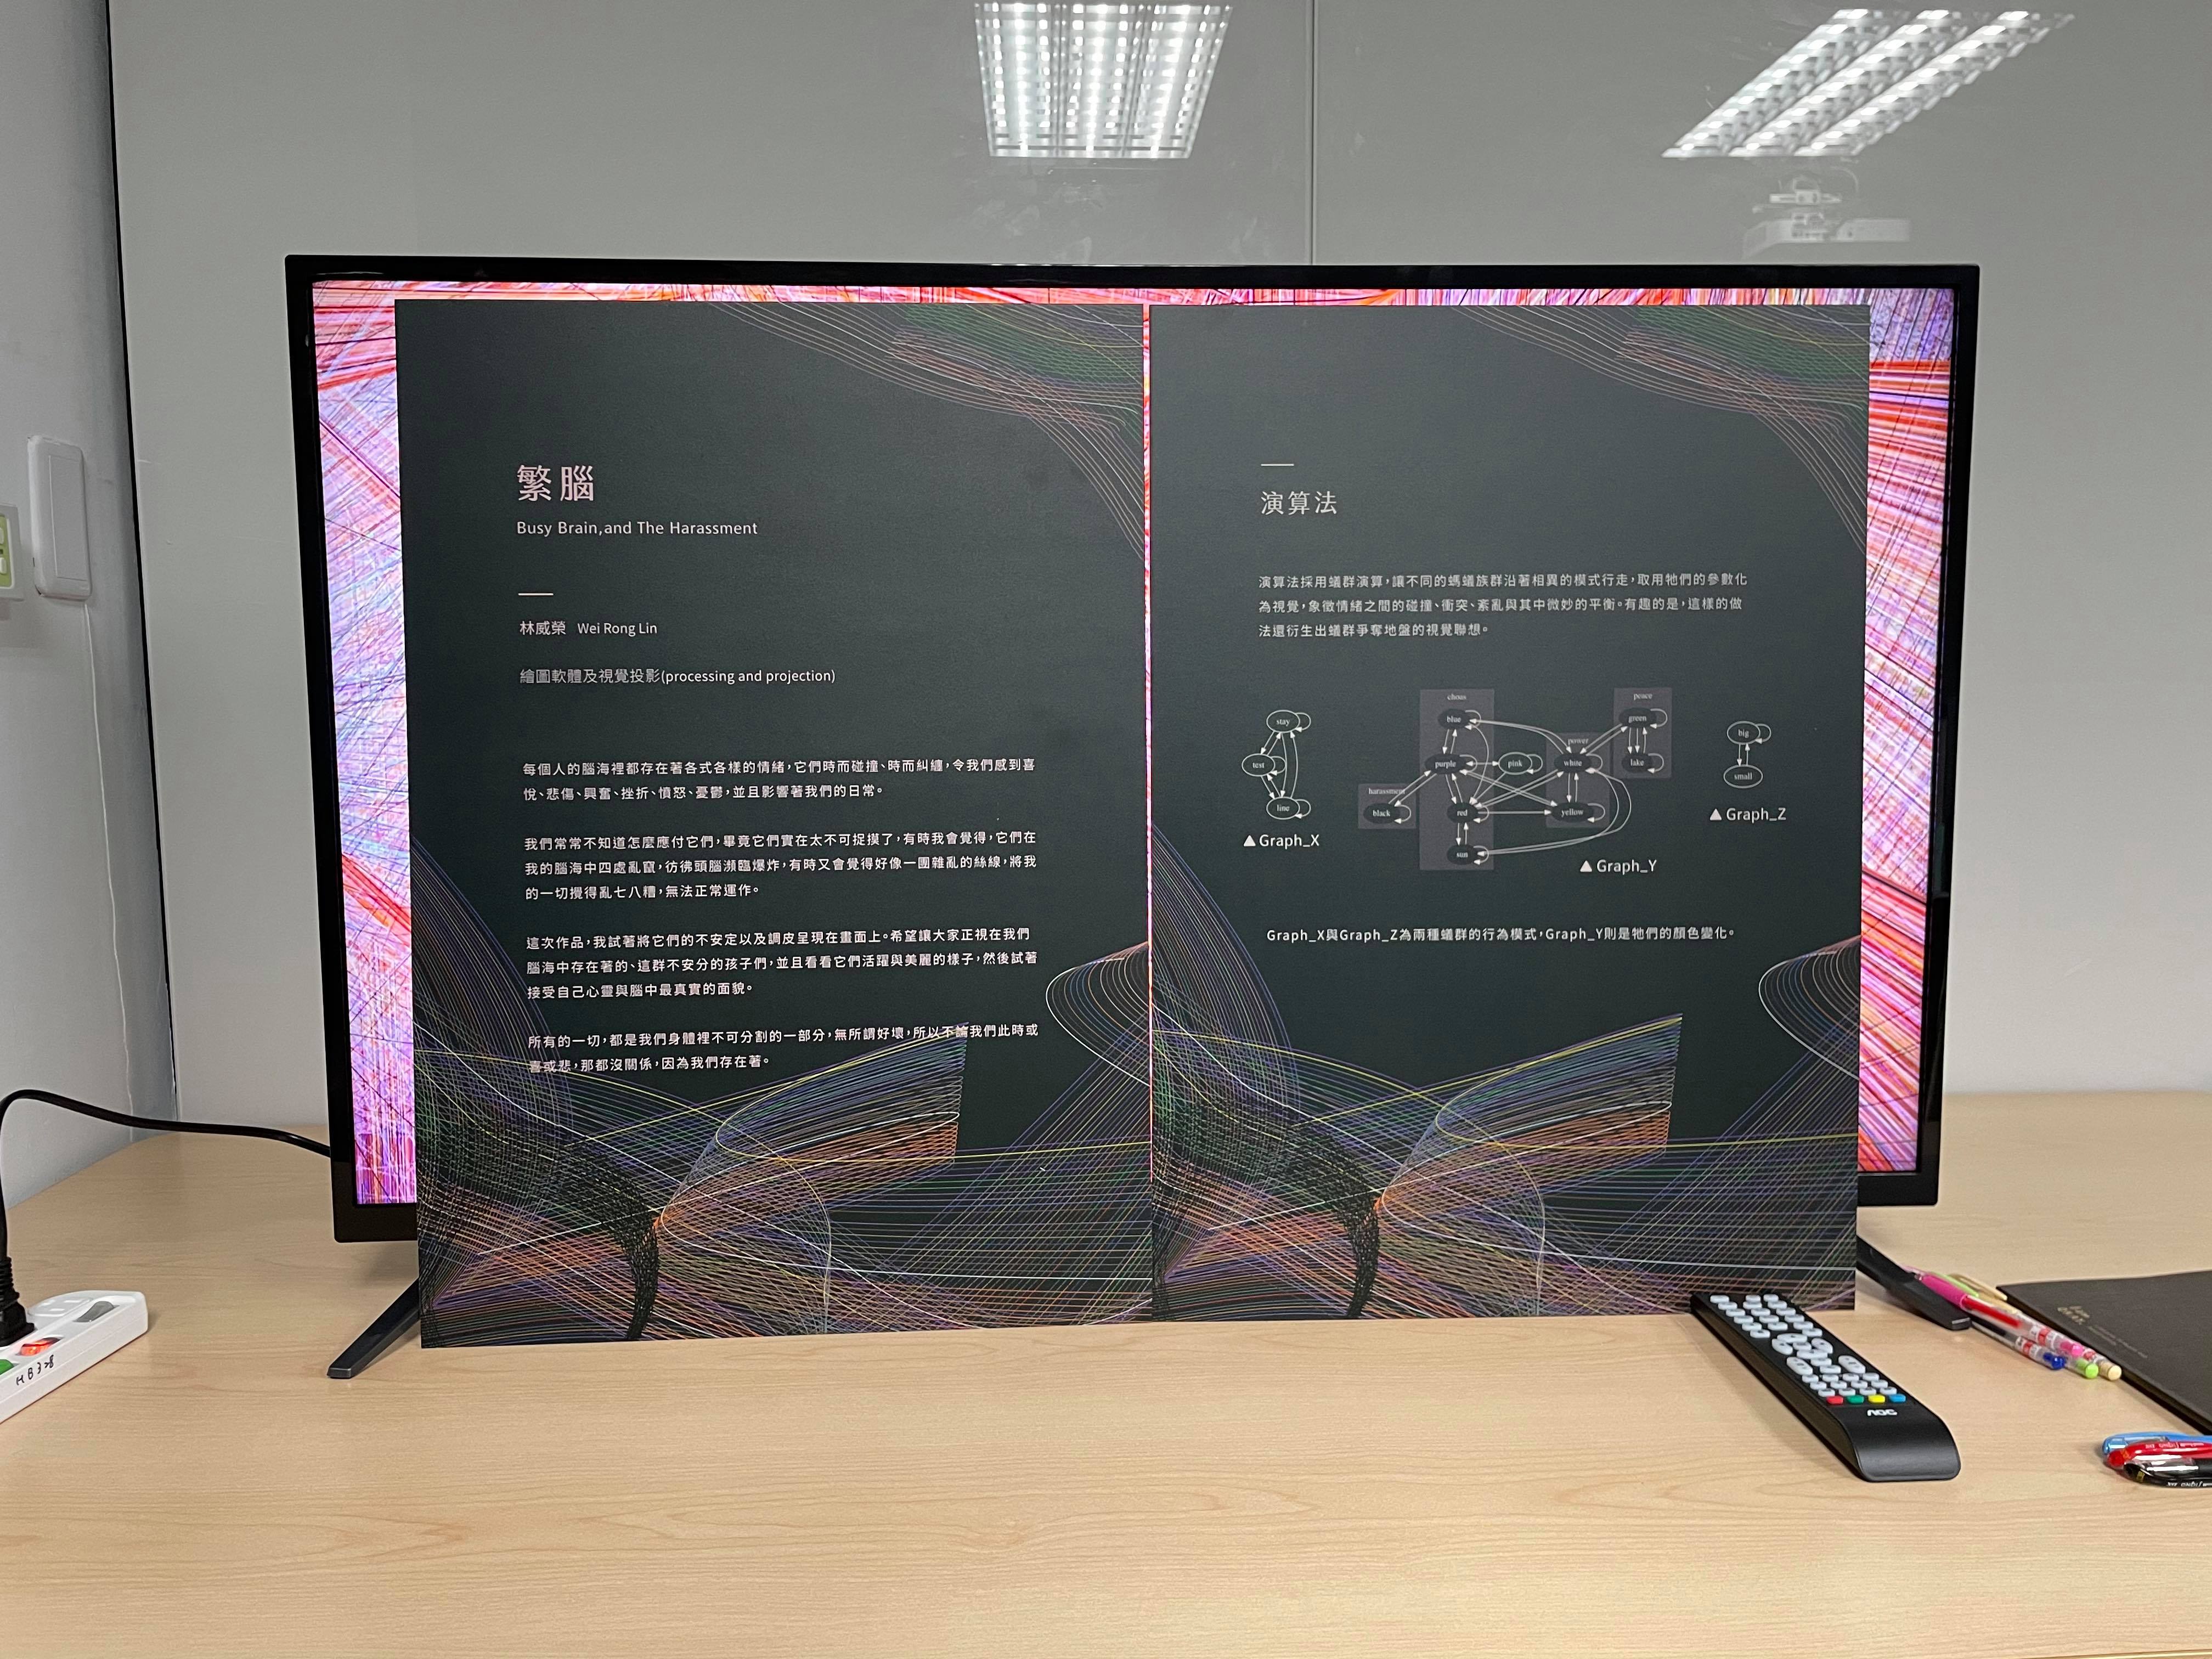 繁腦
Busy Brain,and The Harassment
林威榮 Wei Rong Lin
繪圖軟體及視覺投影(processing and projection)
每個人的腦海裡都存在著各式各樣的情緒,它們時而碰撞、時而糾纏,令我們感到喜
悅、悲傷、興奮、挫折、憤怒、憂鬱,並且影響著我們的日常。
我們常常不知道怎麼應付它們,畢竟它們實在太不可捉摸了,有時我會覺得,它們在
我的腦海中四處亂竄,彷彿頭腦瀕臨爆炸,有時又會覺得好像一團雜亂的絲線,將我
的一切攪得亂七八糟,無法正常運作。
這次作品,我試著將它們的不安定以及調皮呈現在畫面上。希望讓大家正視在我們
腦海中存在著的、這群不安分的孩子們,並且看看它們活躍與美麗的樣子,然後試著
接受自己心靈與腦中最真實的面貌。
所有的一切,都是我們身體裡不可分割的一部分,無所謂好壞,所以不論我們此時或
喜或悲,那都沒關係,因為我們存在著。
演算法
演算法採用蟻群演算,讓不同的螞蟻族群沿著相異的模式行走,取用牠們的參數化
為視覺,象徵情緒之間的碰撞、衝突、紊亂與其中微妙的平衡。有趣的是,這樣的做
法還衍生出蟻群爭奪地盤的視覺聯想。
stay
test
line
▲Graph_X
chaos
blue
purple
pink
harassment
black
red
sun
power
white
yellow
peace
green
lake
▲Graph_Y
big
small
▲Graph_Z
Graph_X與Graph_Z為兩種蟻群的行為模式,Graph_Y則是牠們的顏色變化。
HB328
AOC